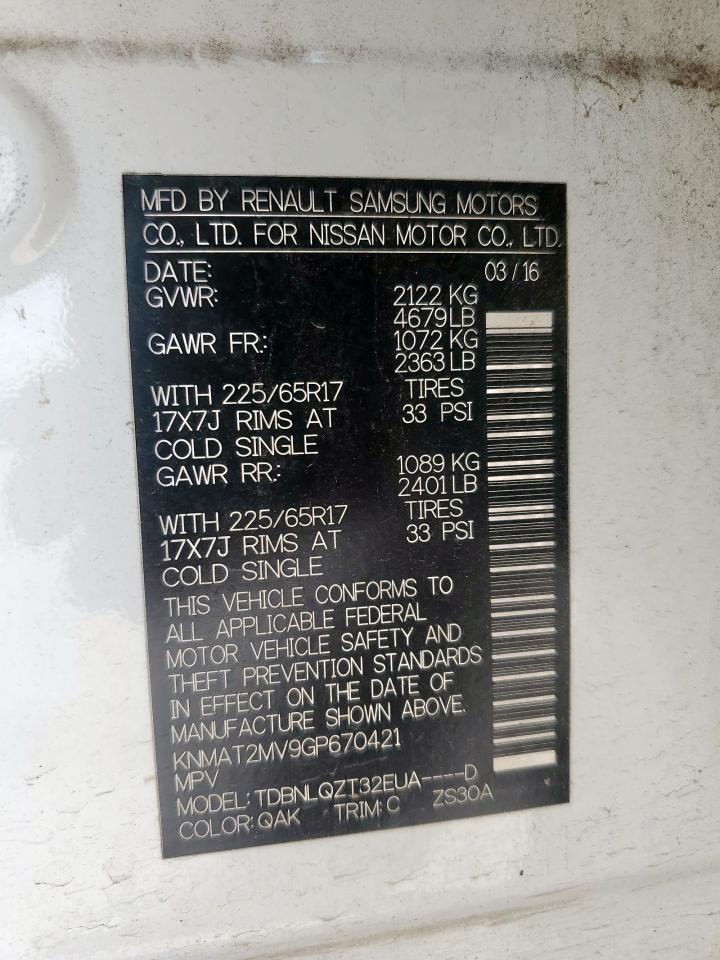 MFD BY RENAULT SAMSUNG MOTORS
CO., LTD. FOR NISSAN MOTOR CO., LTD.
DATE: 03/16
GVWR: 2122 KG
4679 LB
GAWR FR.: 1072 KG
2363 LB
WITH 225/65R17 TIRES
17X7J RIMS AT 33 PSI
COLD SINGLE
GAWR RR.: 1089 KG
2401 LB
WITH 225/65R17 TIRES
17X7J RIMS AT 33 PSI
COLD SINGLE
THIS VEHICLE CONFORMS TO
ALL APPLICABLE FEDERAL
MOTOR VEHICLE SAFETY AND
THEFT PREVENTION STANDARDS
IN EFFECT ON THE DATE OF
MANUFACTURE SHOWN ABOVE.
KNMAT2MV9GP670421
MPV
MODEL: TDBNLQZT32EUA----D
COLOR: QAK TRIM: C ZS30A